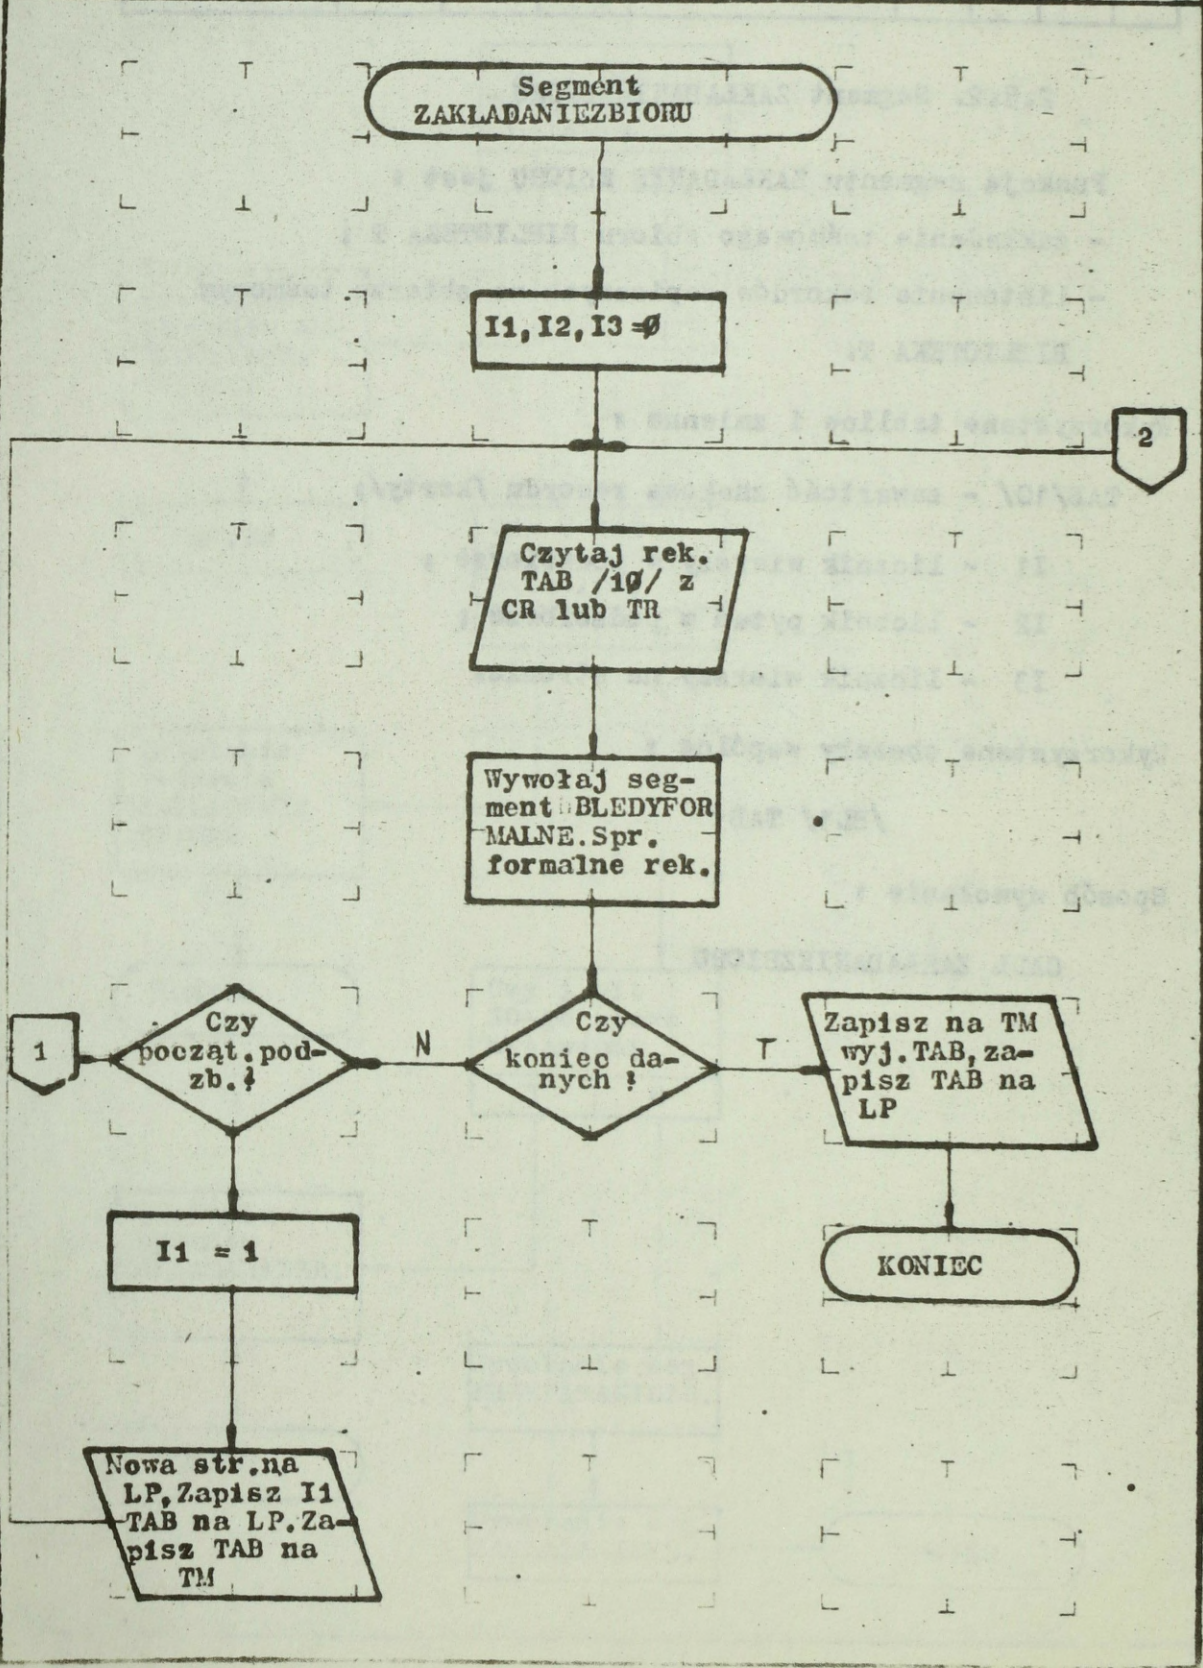 Segment
ZAKŁADANIEZBIORU
I1,I2,I3=Ø
2
Czytaj rek.
TAB /1Ø/ z
CR lub TR
Wywołaj seg-
ment BLEDYFOR
MALNE.Spr.
formalne rek.
1
Czy
począt.pod-
zb.?
N
Czy
koniec da-
nych ?
T
Zapisz na TM
wyj.TAB,za-
pisz TAB na
LP
I1 = 1
KONIEC
Nowa str.na
LP,Zapisz I1
TAB na LP.Za-
pisz TAB na
TM